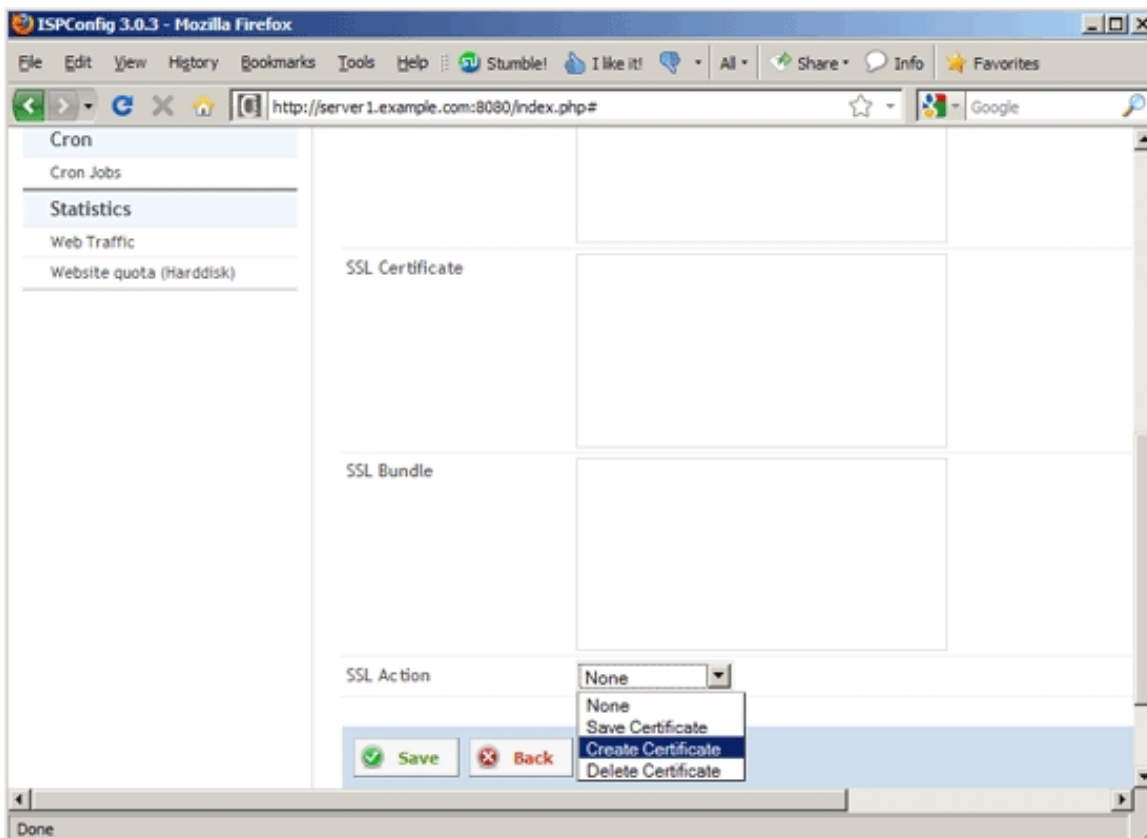 ISPConfig 3.0.3 - Mozilla Firefox
File Edit View History Bookmarks Tools Help Stumble! I like it! All Share Info Favorites
http://server1.example.com:8080/index.php# Google
Cron
Cron Jobs
Statistics
Web Traffic
Website quota (Harddisk)
SSL Certificate
SSL Bundle
SSL Action None
None
Save Certificate
Create Certificate
Delete Certificate
Save Back
Done